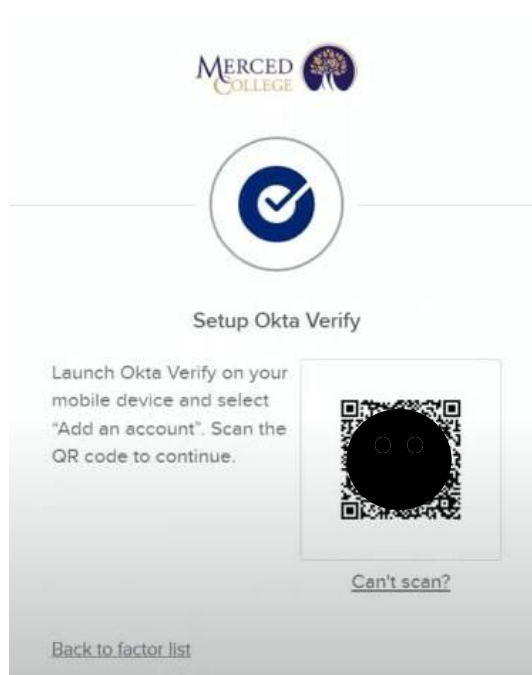 MERCED
COLLEGE
Setup Okta Verify
Launch Okta Verify on your
mobile device and select
“Add an account”. Scan the
QR code to continue.
Can't scan?
Back to factor list